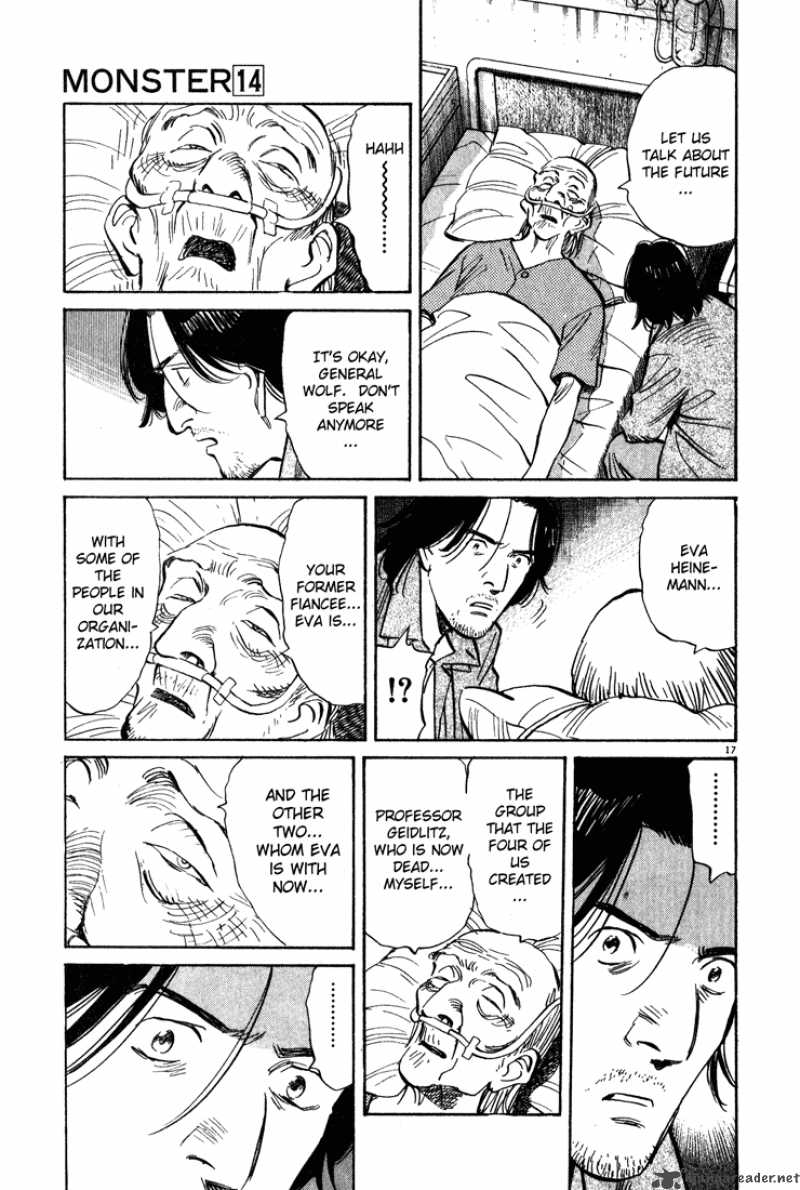 MONSTER 14
LET US
TALK ABOUT
THE FUTURE
...
HAHH
........
IT'S OKAY,
GENERAL
WOLF. DON'T
SPEAK
ANYMORE
...
EVA
HEINE-
MANN
!?
YOUR
FORMER
FIANCEE...
EVA IS...
WITH
SOME OF
THE
PEOPLE IN
OUR
ORGANI-
ZATION...
17
........
THE
GROUP
THAT THE
FOUR OF
US
CREATED
...
PROFESSOR
GEIDLITZ,
WHO IS NOW
DEAD...
MYSELF...
AND THE
OTHER
TWO...
WHOM EVA
IS WITH
NOW...
........
Mangareader.net